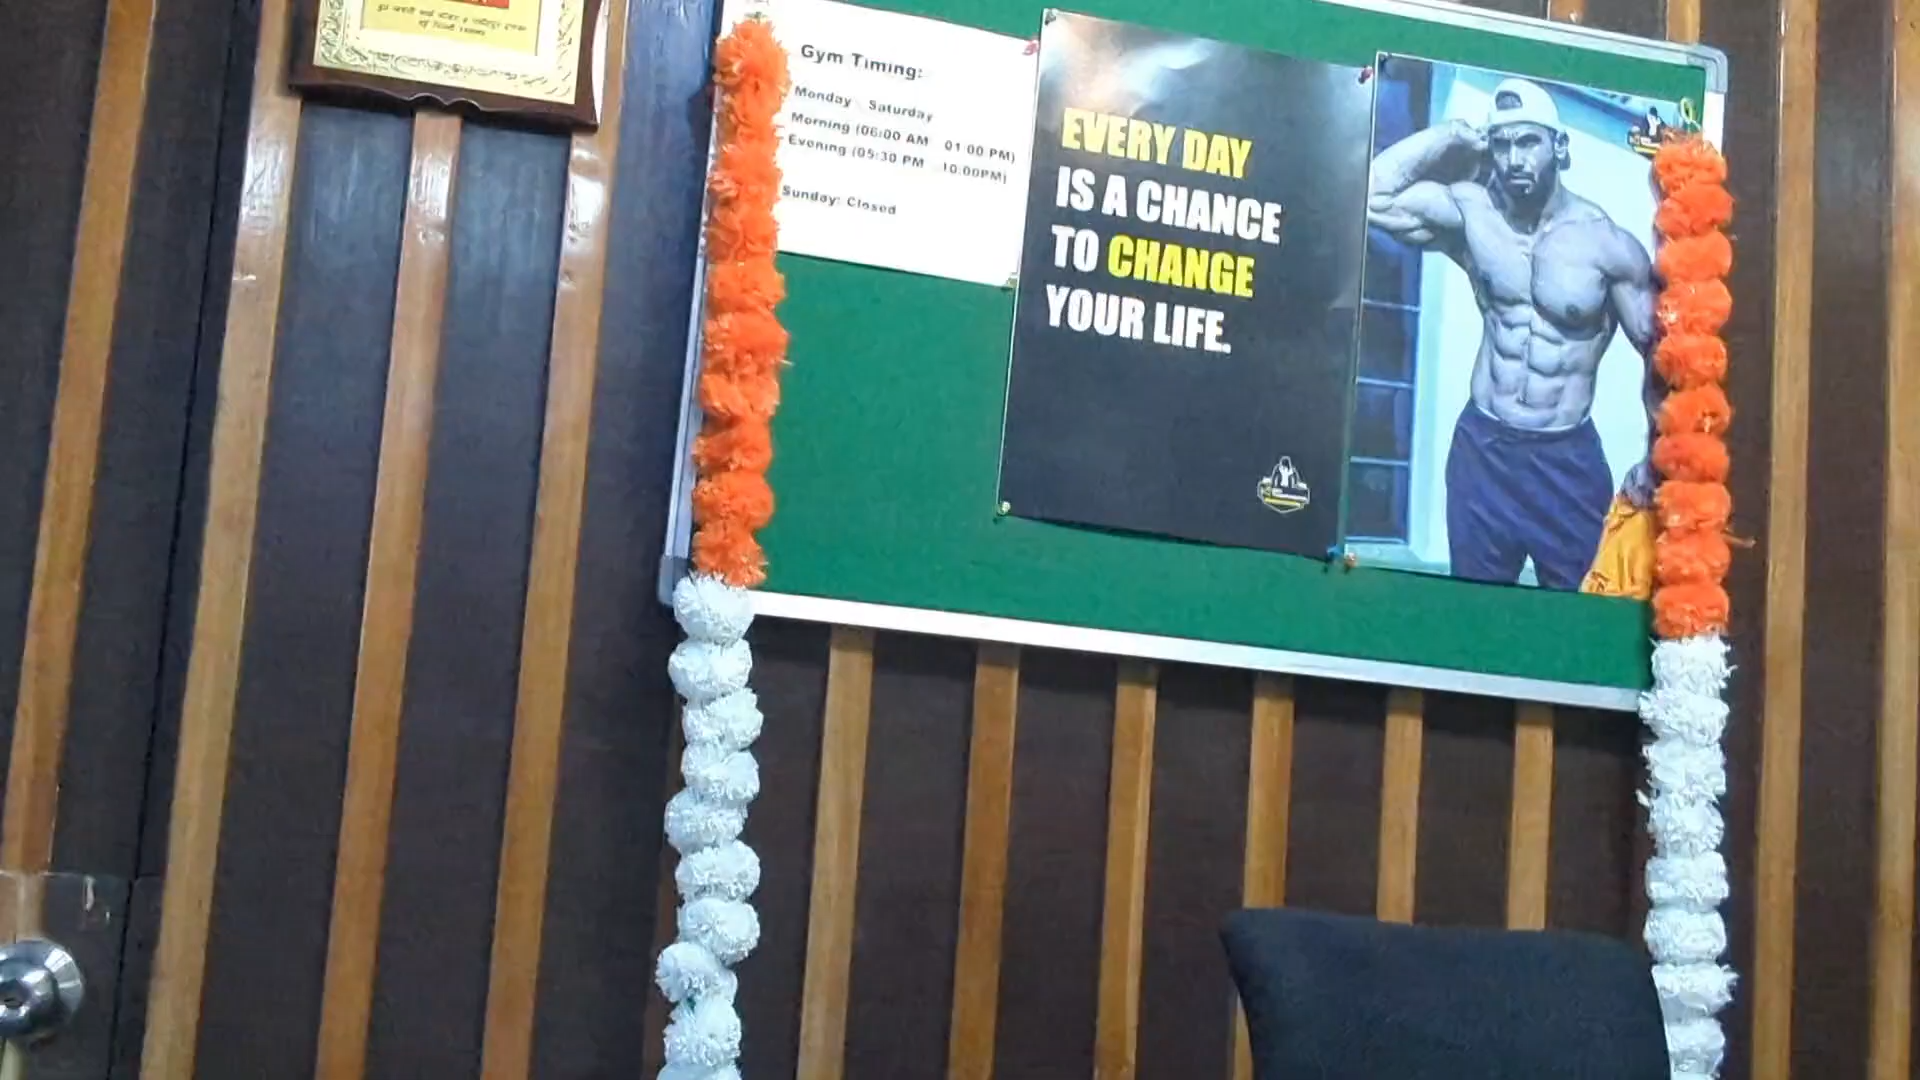 Gym Timing:
Monday Saturday
Morning (06:00 AM 01:00 PM)
Evening (05:30 PM 10:00PM)
Sunday: Closed
EVERY DAY
IS A CHANCE
TO CHANGE
YOUR LIFE.